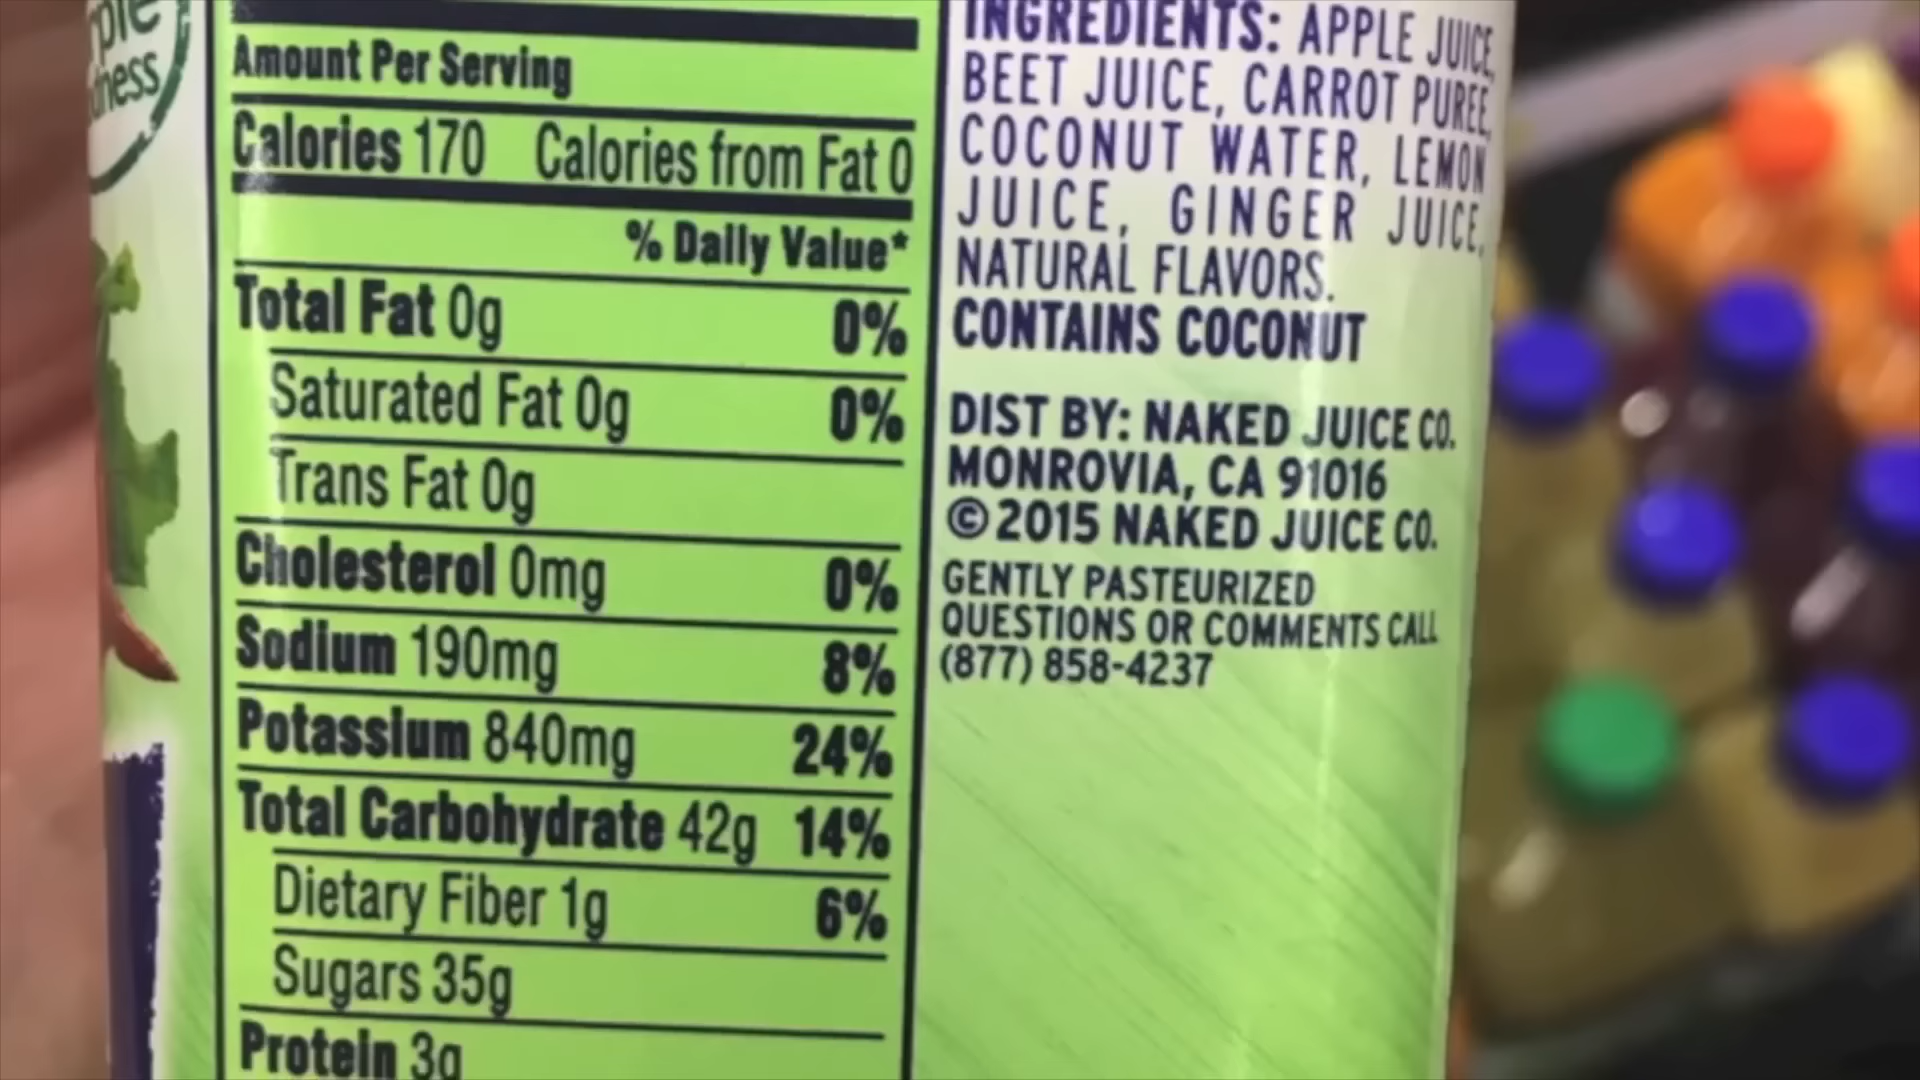 Amount Per Serving
Calories 170 Calories from Fat 0
% Daily Value*
Total Fat 0g 0%
Saturated Fat 0g 0%
Trans Fat 0g
Cholesterol 0mg 0%
Sodium 190mg 8%
Potassium 840mg 24%
Total Carbohydrate 42g 14%
Dietary Fiber 1g 6%
Sugars 35g
Protein 3g
INGREDIENTS: APPLE JUICE,
BEET JUICE, CARROT PUREE,
COCONUT WATER, LEMON
JUICE, GINGER JUICE,
NATURAL FLAVORS.
CONTAINS COCONUT
DIST BY: NAKED JUICE CO.
MONROVIA, CA 91016
© 2015 NAKED JUICE CO.
GENTLY PASTEURIZED
QUESTIONS OR COMMENTS CALL
(877) 858-4237